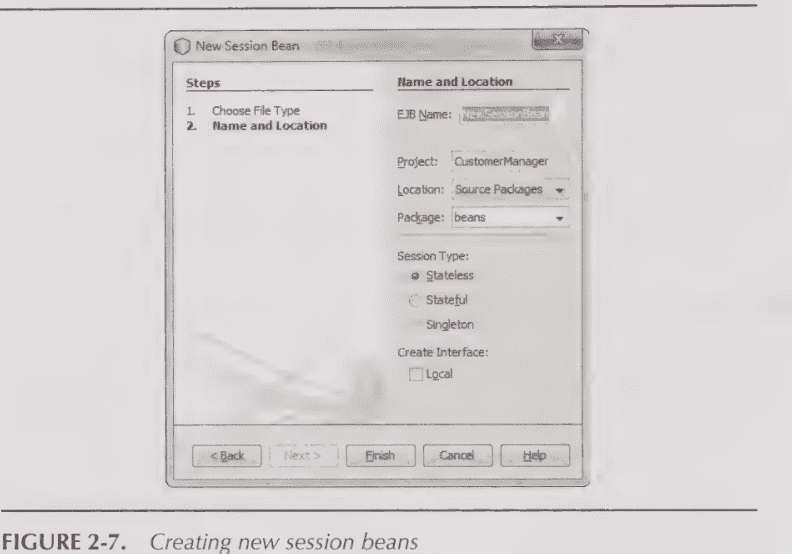 New Session Bean
Steps
1. Choose File Type
2. Name and Location
Name and Location
EJB Name: NewSessionBean
Project: CustomerManager
Location: Source Packages
Package: beans
Session Type:
Stateless
Stateful
Singleton
Create Interface:
Local
< Back Next > Finish Cancel Help
FIGURE 2-7. Creating new session beans